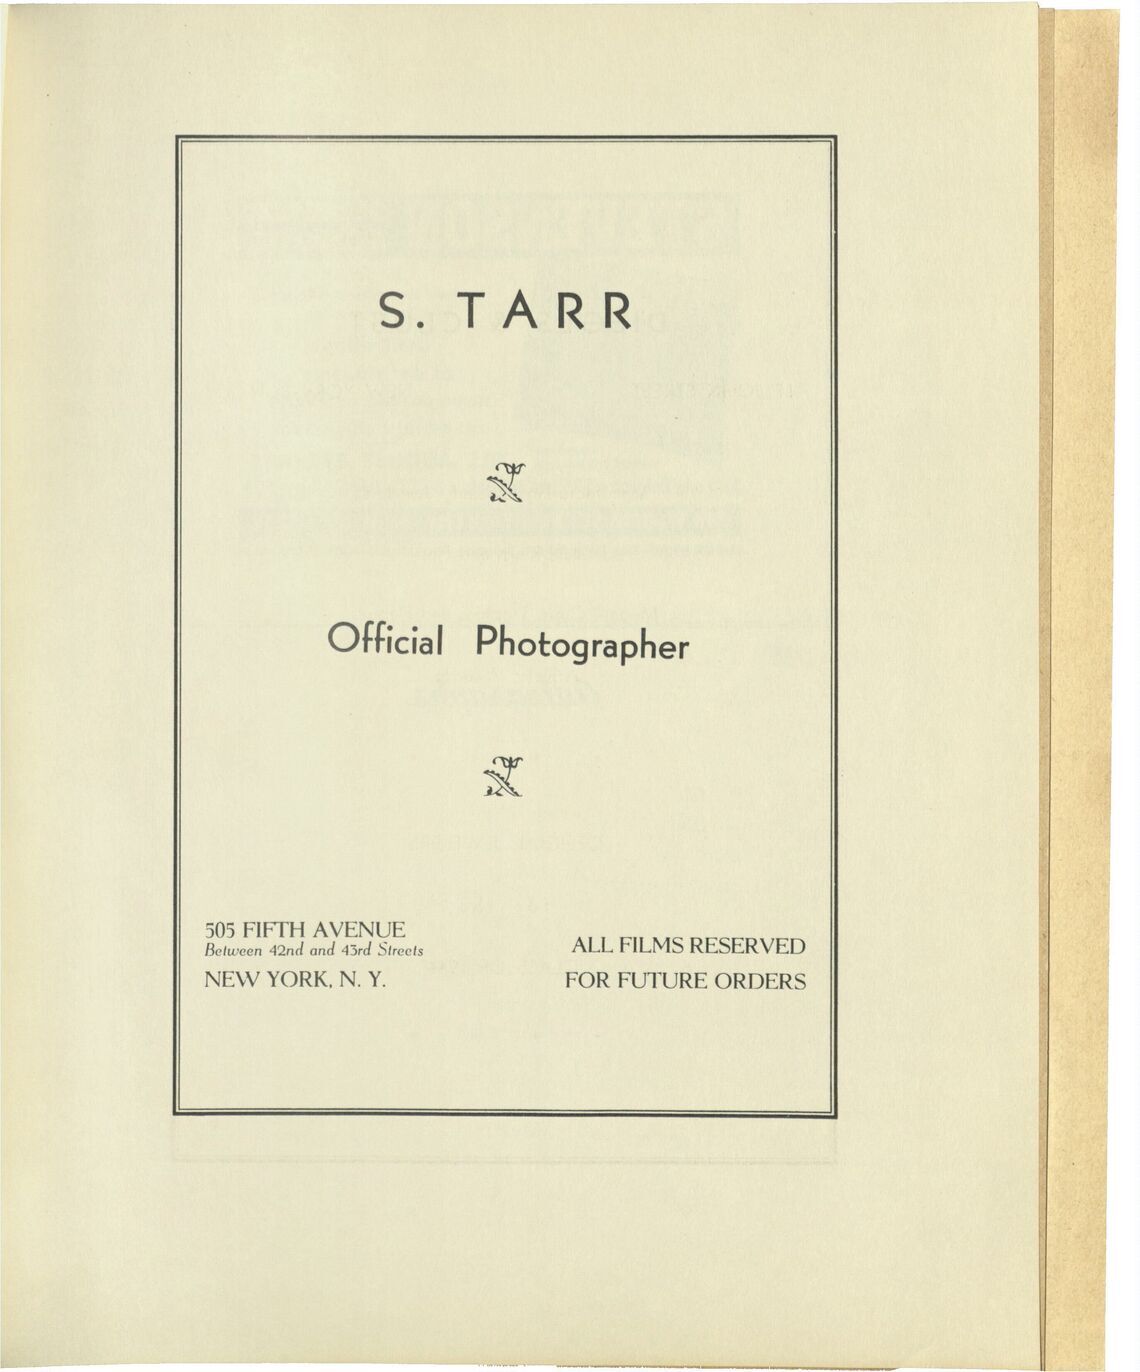 S. TARR
Official Photographer
505 FIFTH AVENUE
Between 42nd and 43rd Streets
NEW YORK, N. Y.
ALL FILMS RESERVED
FOR FUTURE ORDERS